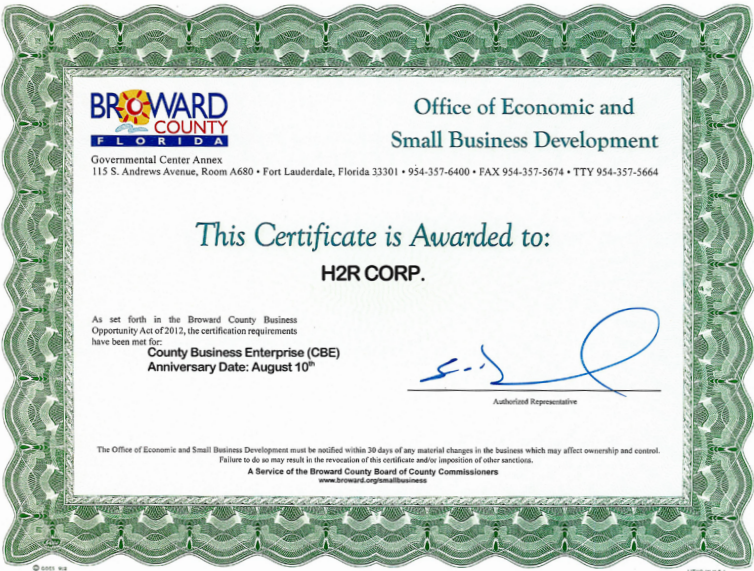 BROWARD
COUNTY
FLORIDA
Office of Economic and
Small Business Development
Governmental Center Annex
115 S. Andrews Avenue, Room A680 • Fort Lauderdale, Florida 33301 • 954-357-6400 • FAX 954-357-5674 • TTY 954-357-5664
This Certificate is Awarded to:
H2R CORP.
As set forth in the Broward County Business
Opportunity Act of 2012, the certification requirements
have been met for:
County Business Enterprise (CBE)
Anniversary Date: August 10th
Authorized Representative
The Office of Economic and Small Business Development must be notified within 30 days of any material changes in the business which may affect ownership and control.
Failure to do so may result in the revocation of this certificate and/or imposition of other sanctions.
A Service of the Broward County Board of County Commissioners
www.broward.org/smallbusiness